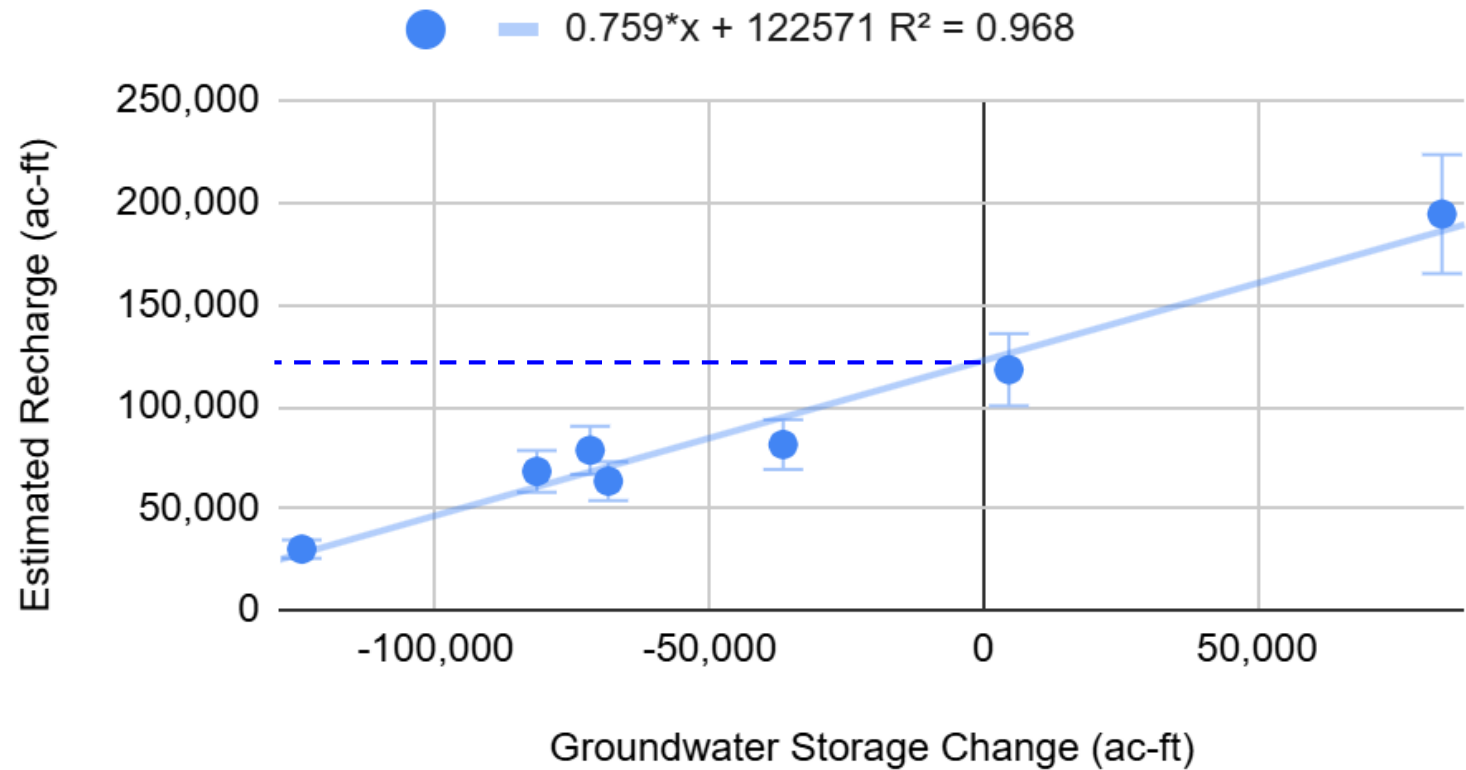 0.759*x + 122571 R² = 0.968
Estimated Recharge (ac-ft)
250,000
200,000
150,000
100,000
50,000
0
-100,000 -50,000 0 50,000
Groundwater Storage Change (ac-ft)